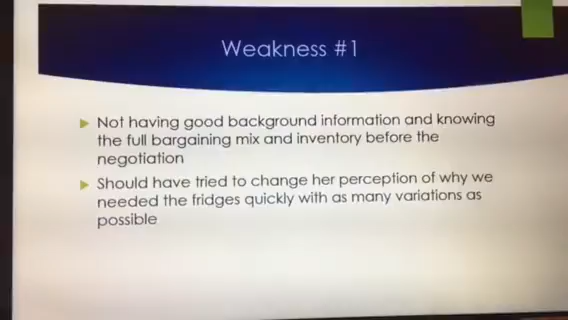 Weakness #1
Not having good background information and knowing
the full bargaining mix and inventory before the
negotiation
Should have tried to change her perception of why we
needed the fridges quickly with as many variations as
possible